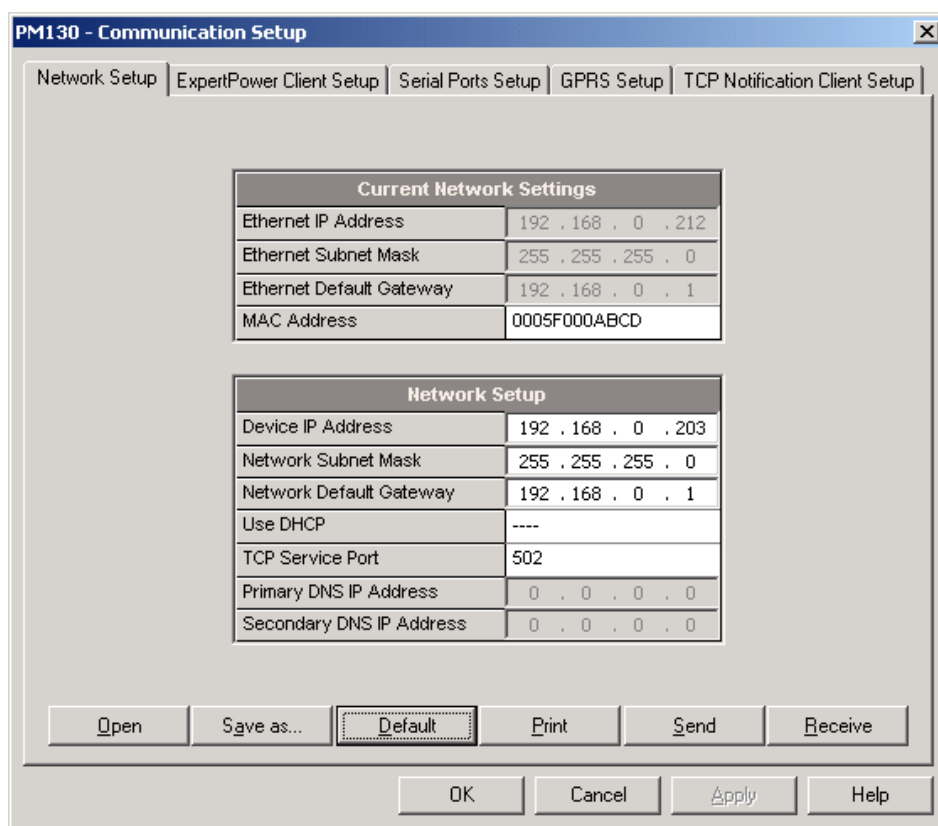 PM130 - Communication Setup
Network Setup ExpertPower Client Setup Serial Ports Setup GPRS Setup TCP Notification Client Setup
Current Network Settings
Ethernet IP Address 192 . 168 . 0 . 212
Ethernet Subnet Mask 255 . 255 . 255 . 0
Ethernet Default Gateway 192 . 168 . 0 . 1
MAC Address 0005F000ABCD
Network Setup
Device IP Address 192 . 168 . 0 . 203
Network Subnet Mask 255 . 255 . 255 . 0
Network Default Gateway 192 . 168 . 0 . 1
Use DHCP ----
TCP Service Port 502
Primary DNS IP Address 0 . 0 . 0 . 0
Secondary DNS IP Address 0 . 0 . 0 . 0
Open Save as... Default Print Send Receive
OK Cancel Apply Help